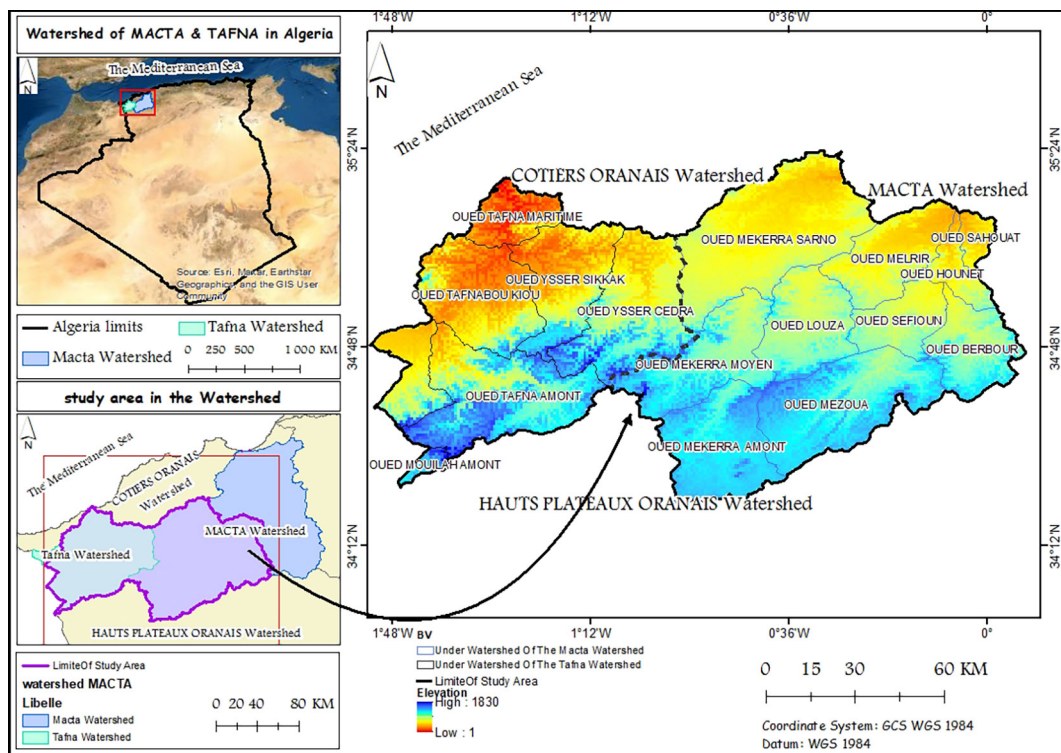 Watershed of MACTA & TAFNA in Algeria
N
The Mediterranean Sea
Source: Esri, Maxar, Earthstar
Geographics, and the GIS User
Community
Algeria limits
Tafna Watershed
Macta Watershed
0 250 500 1 000 KM
study area in the Watershed
N
The Mediterranean Sea
COTIERS ORANAIS
Watershed
MACTA Watershed
Tafna Watershed
HAUTS PLATEAUX ORANAIS Watershed
LimiteOf Study Area
watershed MACTA
Libelle
Macta Watershed
Tafna Watershed
0 20 40 80 KM
1°48'W 1°12'W 0°36'W 0°
N
The Mediterranean Sea
35°24'N 35°24'N
COTIERS ORANAIS Watershed
MACTA Watershed
OUED TAFNA MARITIME
OUED SAHOUAT
OUED MEKERRA SARNO
OUED MELRIR
OUED HOUNET
OUED YSSER SIKKAK
OUED TAFNABOU KIOU
OUED YSSER CEDRA
OUED LOUZA
OUED SEFIOUN
34°48'N 34°48'N
OUED BERBOUR
OUED MEKERRA MOYEN
OUED TAFNA AMONT
OUED MEZOUA
OUED MEKERRA AMONT
OUED MOUILAH AMONT
HAUTS PLATEAUX ORANAIS Watershed
34°12'N 34°12'N
1°48'W 1°12'W 0°36'W 0°
BV
Under Watershed Of The Macta Watershed
Under Watershed Of The Tafna Watershed
LimiteOf Study Area
Elevation
High : 1830
Low : 1
0 15 30 60 KM
Coordinate System: GCS WGS 1984
Datum: WGS 1984